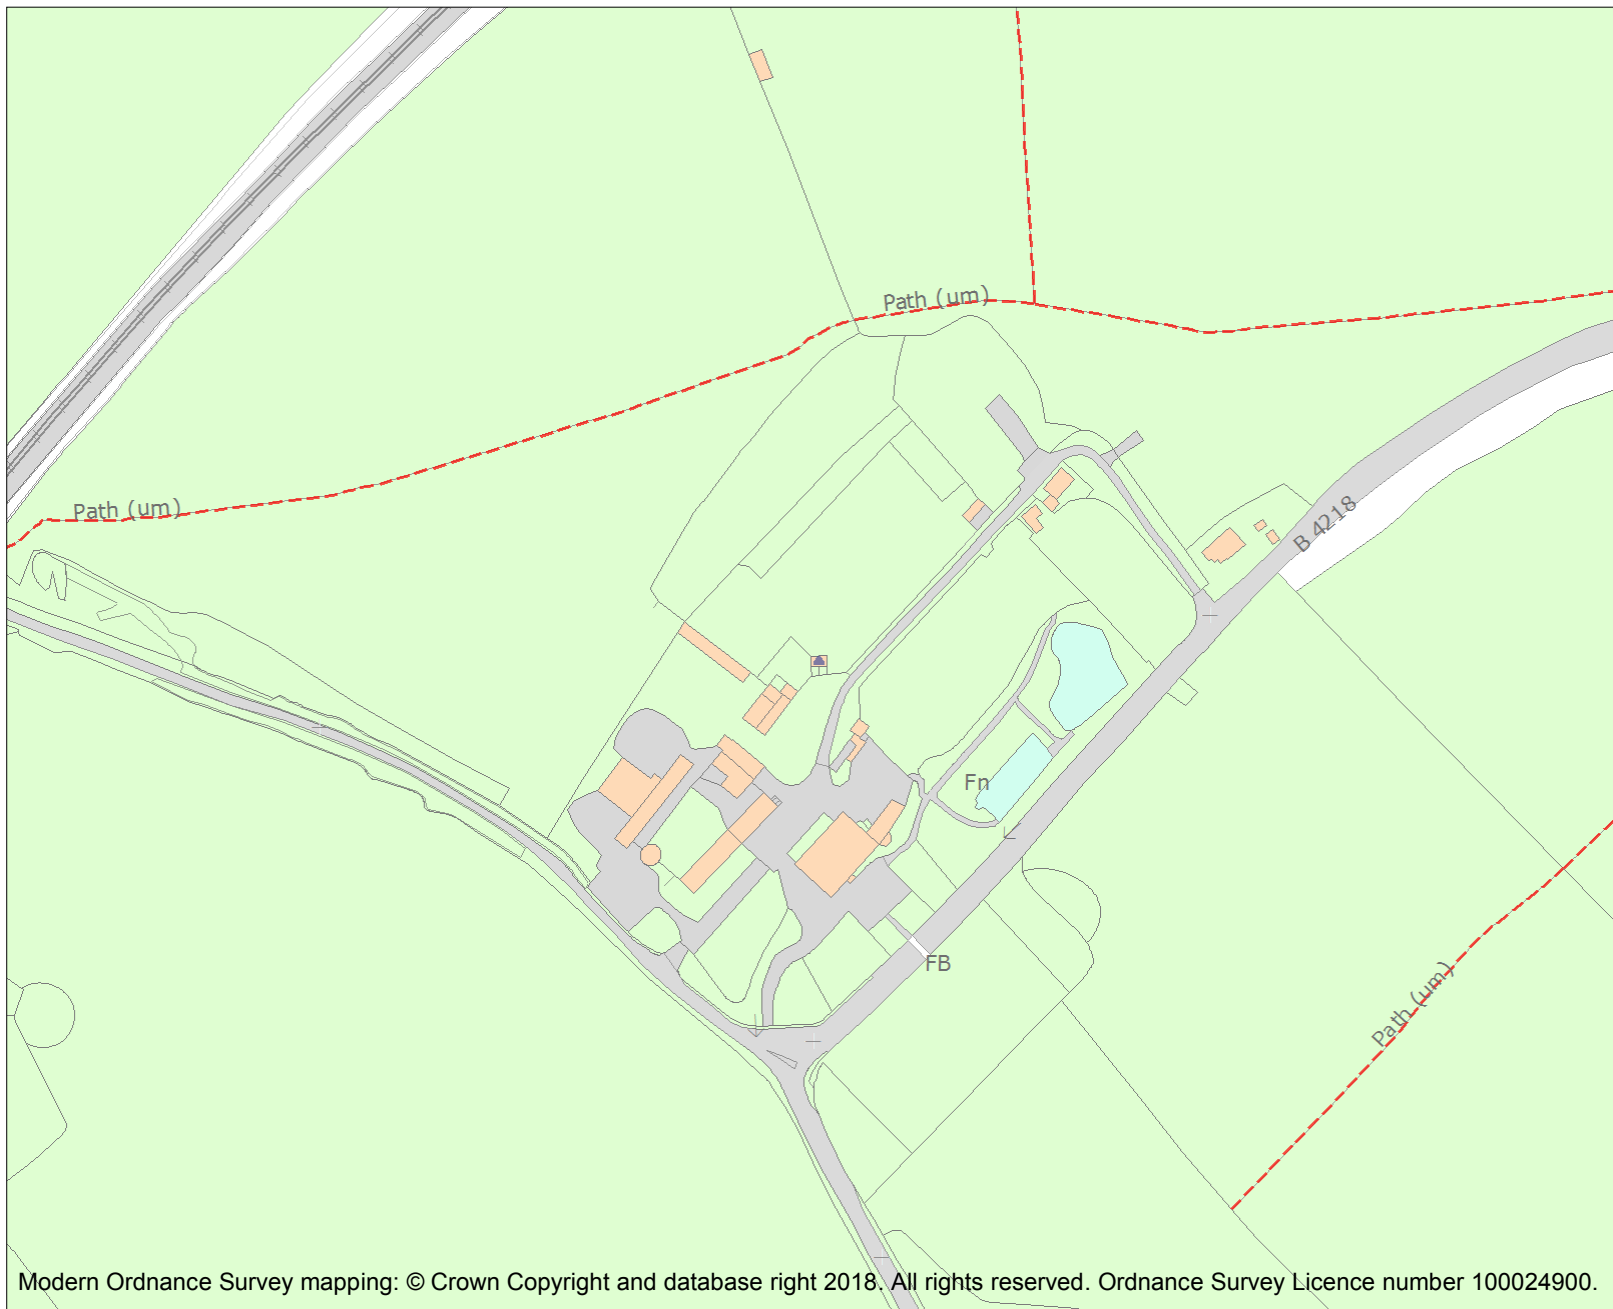 Path (um)
Path (um)
B 4218
Fn
FB
Path (um)
Modern Ordnance Survey mapping: © Crown Copyright and database right 2018. All rights reserved. Ordnance Survey Licence number 100024900.